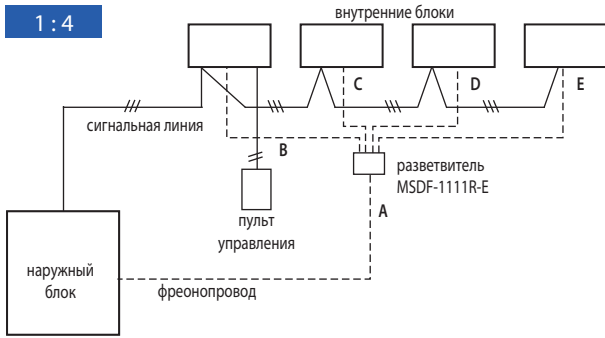 1 : 4
внутренние блоки
C
D
E
сигнальная линия
B
разветвитель
MSDF-1111R-E
A
пульт
управления
наружный
блок
фреонопровод